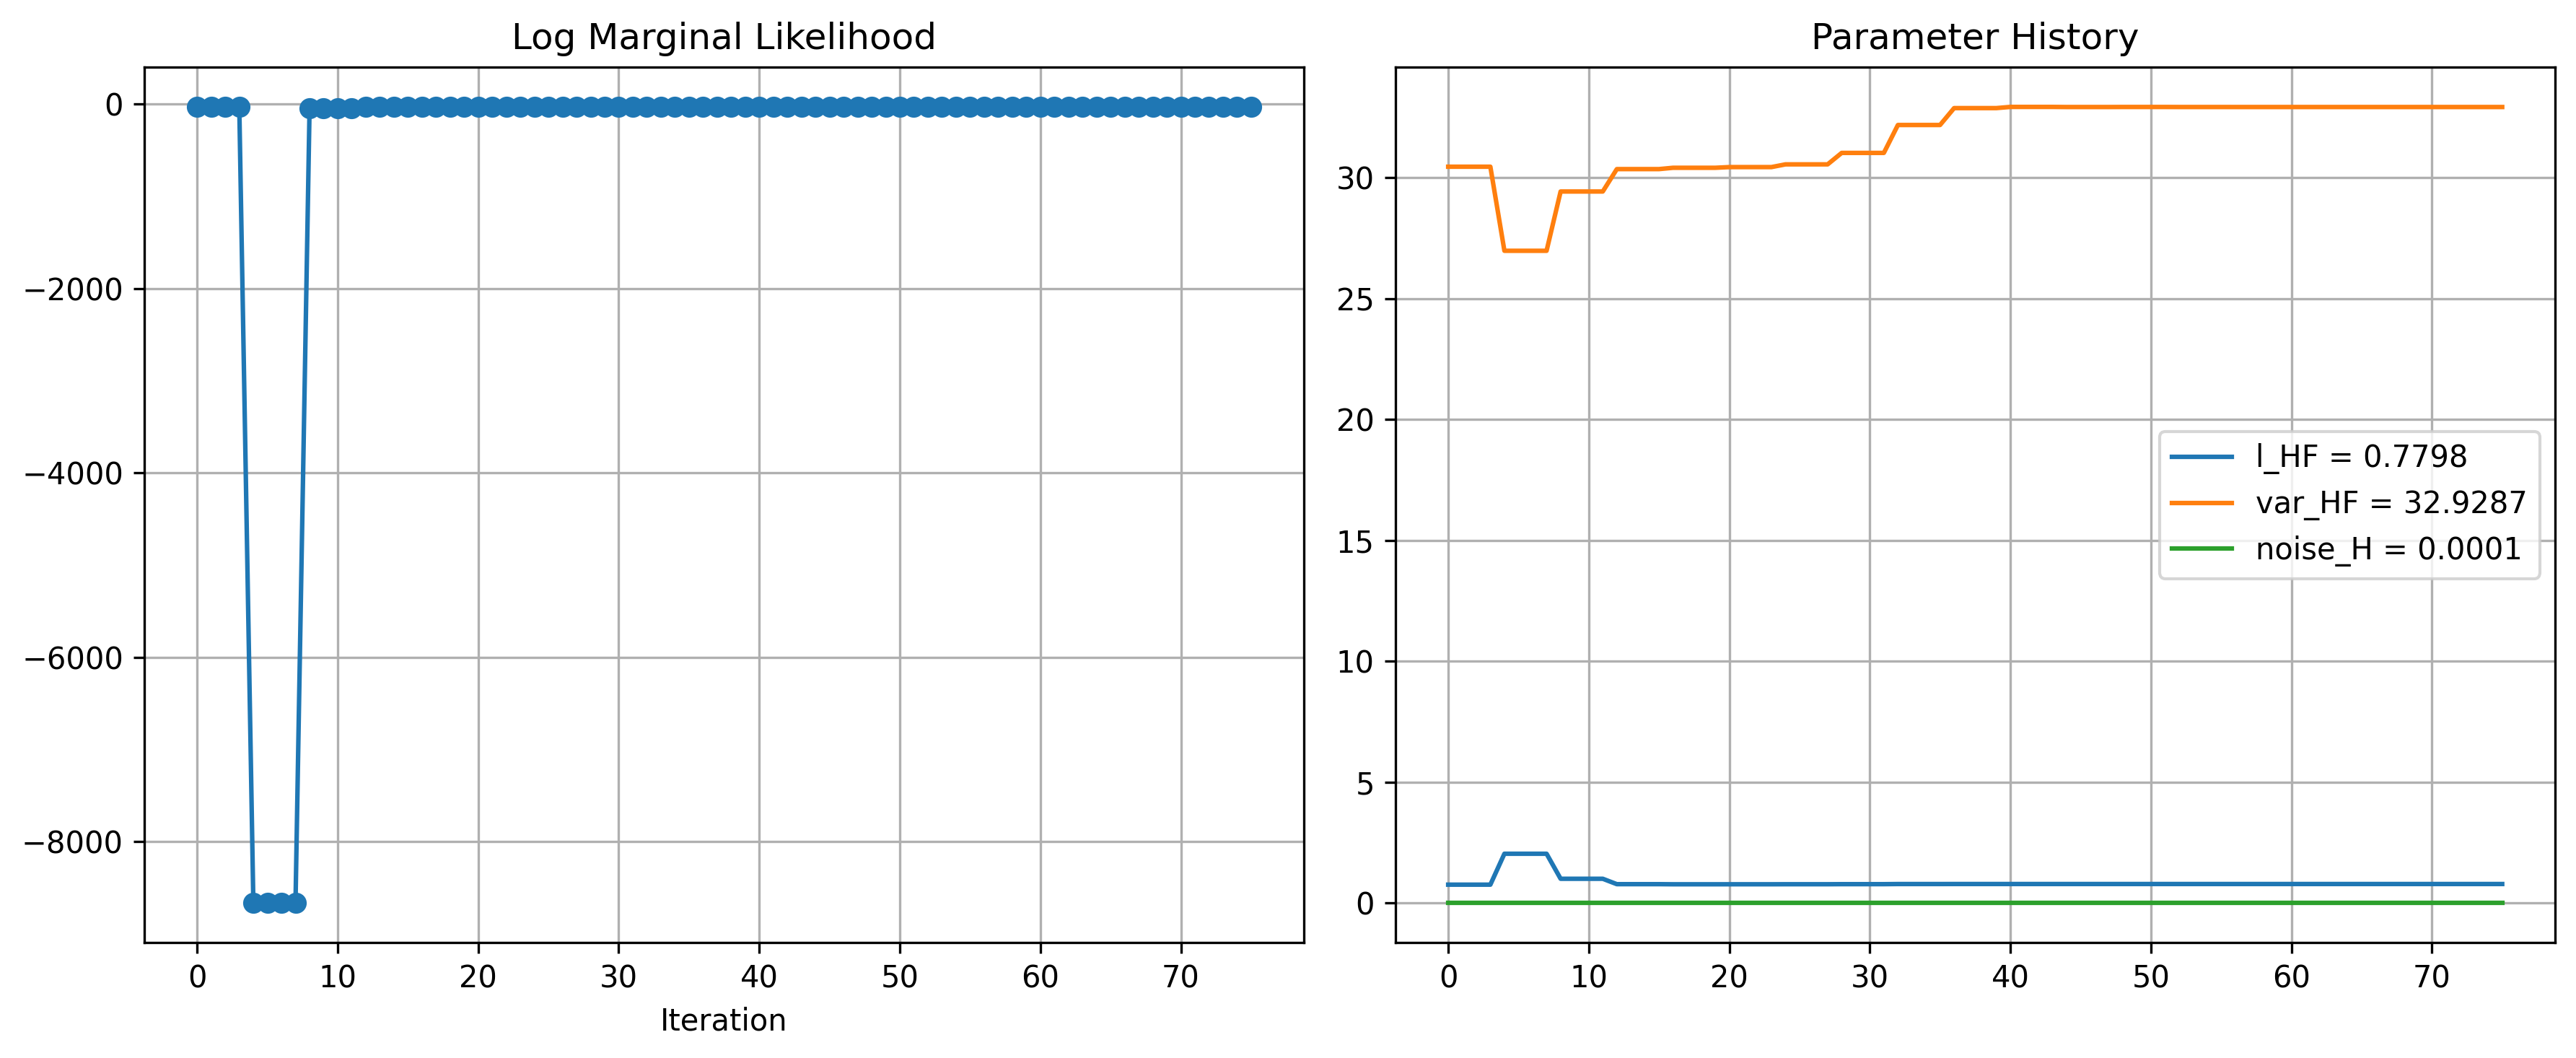 Log Marginal Likelihood
0
−2000
−4000
−6000
−8000
0 10 20 30 40 50 60 70
Iteration
Parameter History
30
25
20
15
10
5
0
0 10 20 30 40 50 60 70
l_HF = 0.7798
var_HF = 32.9287
noise_H = 0.0001